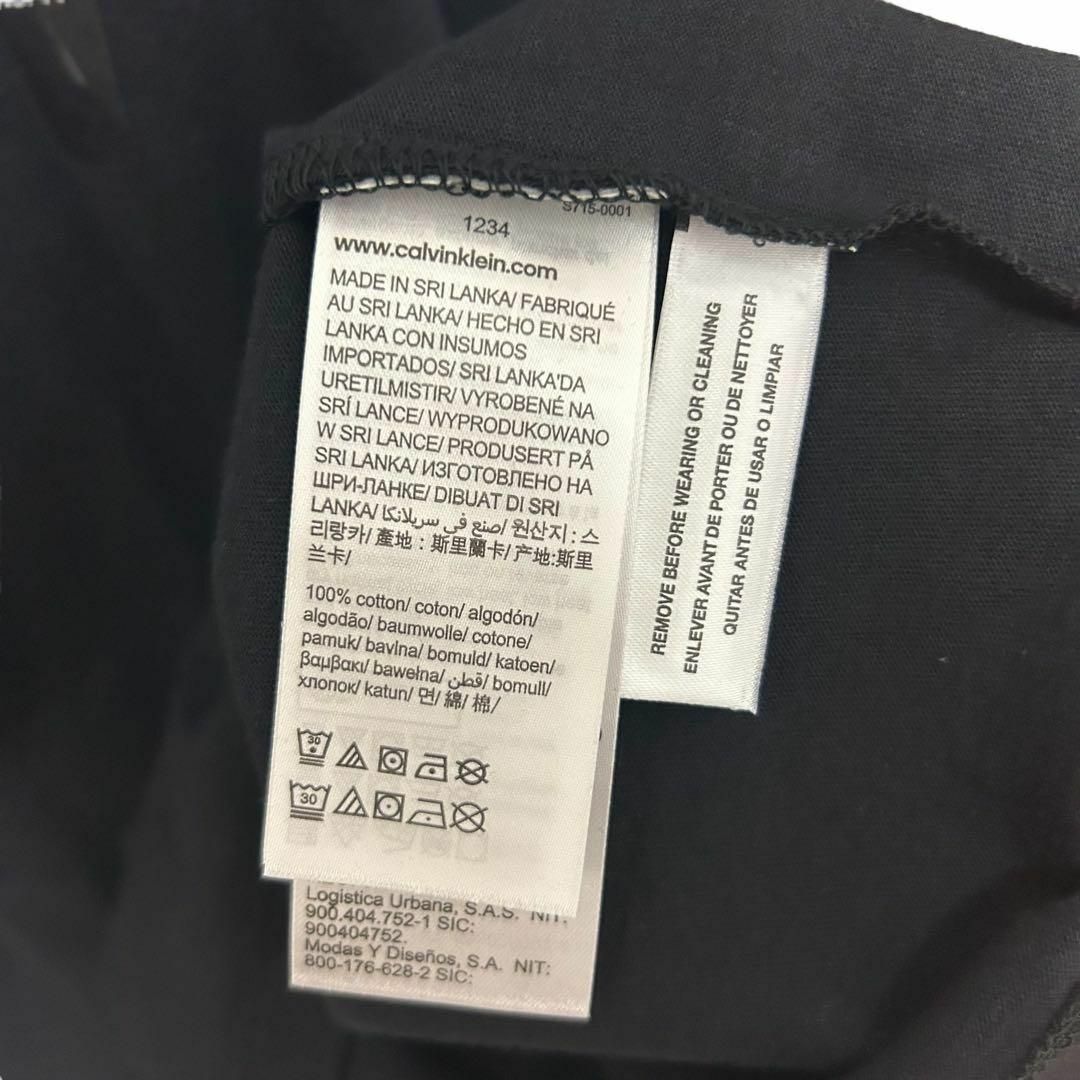 S715-0001
1234
www.calvinklein.com
MADE IN SRI LANKA/ FABRIQUÉ
AU SRI LANKA/ HECHO EN SRI
LANKA CON INSUMOS
IMPORTADOS/ SRI LANKA'DA
URETILMISTIR/ VYROBENÉ NA
SRÍ LANCE/ WYPRODUKOWANO
W SRI LANCE/ PRODUSERT PÅ
SRI LANKA/ ИЗГОТОВЛЕНО НА
ШРИ-ЛАНКЕ/ DIBUAT DI SRI
LANKA/ صنع في سريلانكا/ 원산지 : 스
리랑카/ 產地 : 斯里蘭卡/ 产地:斯里
兰卡/
100% cotton/ coton/ algodón/
algodão/ baumwolle/ cotone/
pamuk/ bavlna/ bomuld/ katoen/
βαμβακι/ bawełna/ قطن/ bomull/
хлопок/ katun/ 면/ 綿/ 棉/
30
30
Logística Urbana, S.A.S. NIT:
900.404.752-1 SIC:
900404752.
Modas Y Diseños, S.A. NIT:
800-176-628-2 SIC:
REMOVE BEFORE WEARING OR CLEANING
ENLEVER AVANT DE PORTER OU DE NETTOYER
QUITAR ANTES DE USAR O LIMPIAR